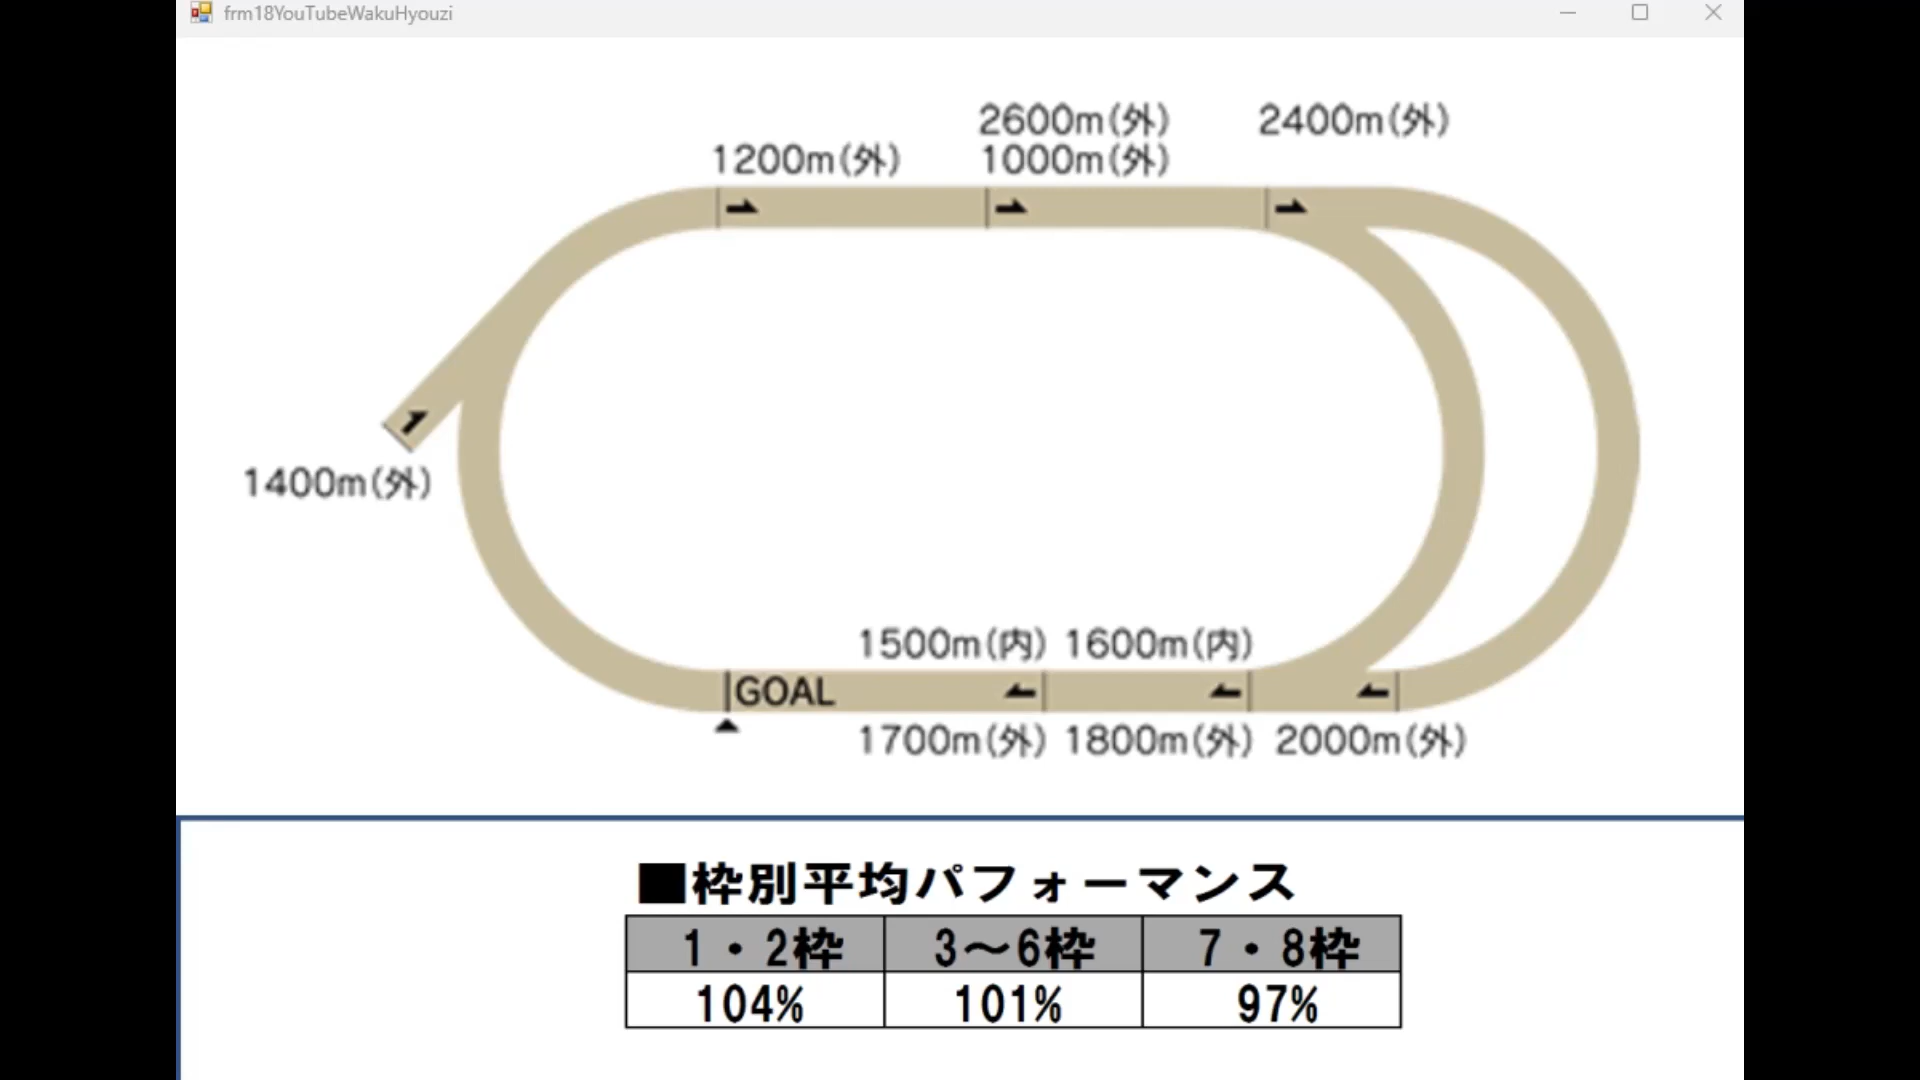 frm18YouTubeWakuHyouzi
2600m(外) 2400m(外)
1200m(外) 1000m(外)
1400m(外)
1500m(内) 1600m(内)
GOAL
1700m(外) 1800m(外) 2000m(外)
■枠別平均パフォーマンス
1・2枠 3～6枠 7・8枠
104% 101% 97%